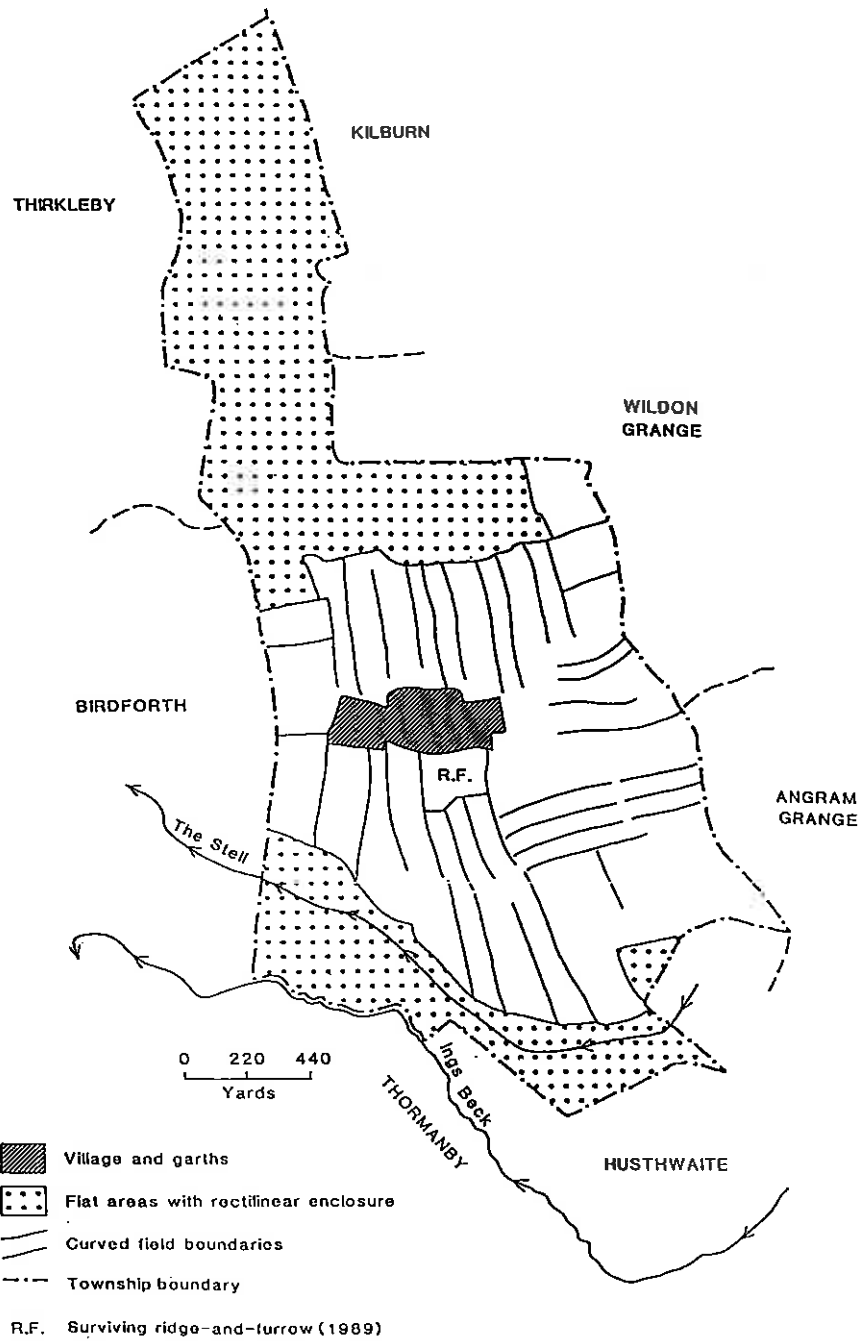 KILBURN
THIRKLEBY
WILDON
GRANGE
BIRDFORTH
R.F.
ANGRAM
GRANGE
The Stell
0 220 440
Yards
Ings Beck
THORMANBY
HUSTHWAITE
Village and garths
Flat areas with rectilinear enclosure
Curved field boundaries
Township boundary
R.F. Surviving ridge-and-furrow (1989)